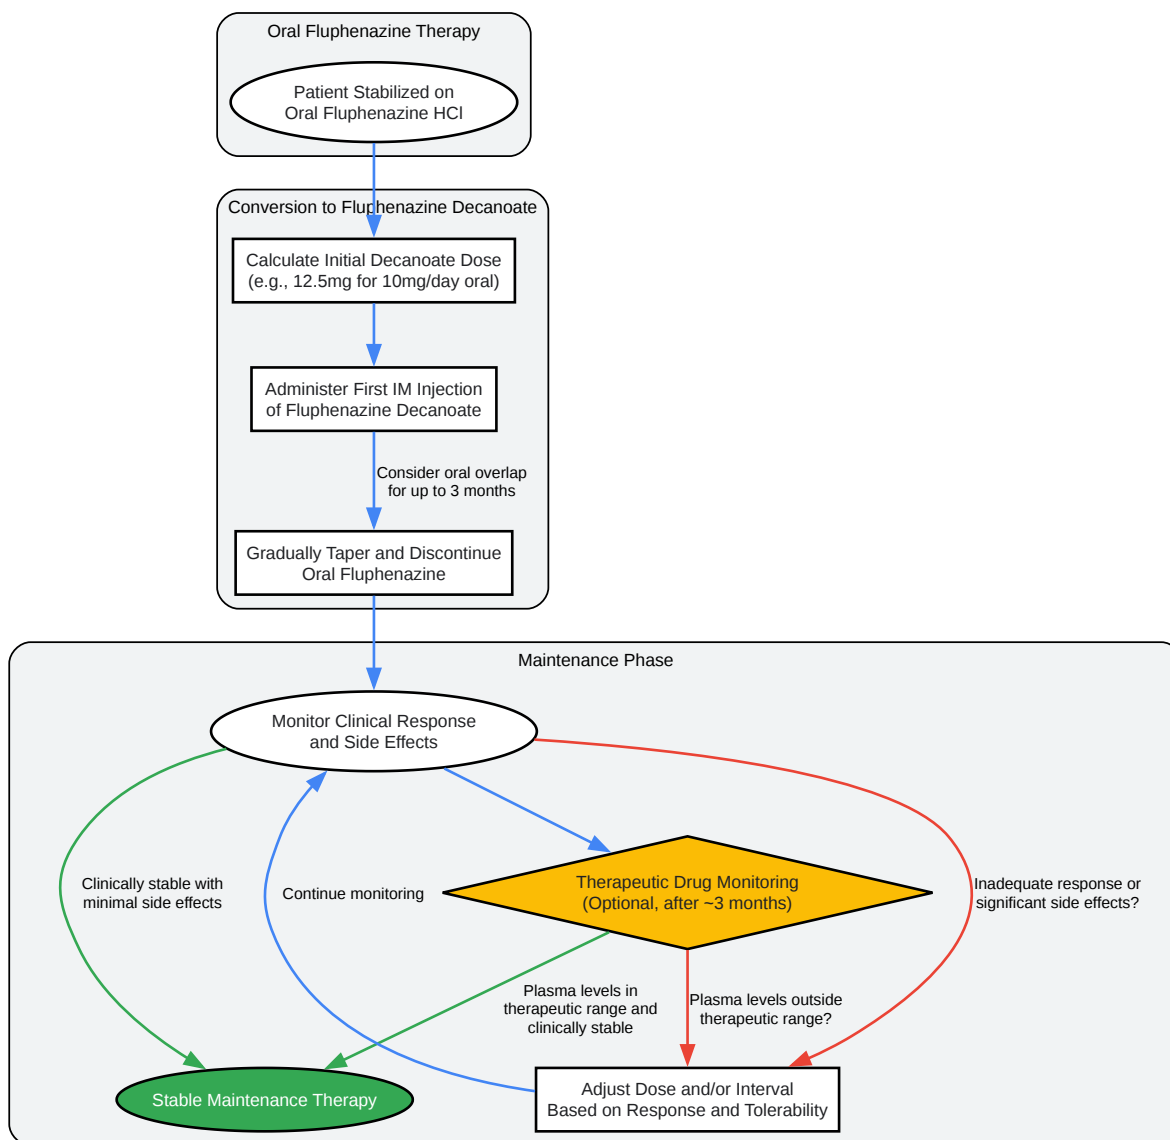 Oral Fluphenazine Therapy
Patient Stabilized on
Oral Fluphenazine HCl
Conversion to Fluphenazine Decanoate
Calculate Initial Decanoate Dose
(e.g., 12.5mg for 10mg/day oral)
Administer First IM Injection
of Fluphenazine Decanoate
Consider oral overlap
for up to 3 months
Gradually Taper and Discontinue
Oral Fluphenazine
Maintenance Phase
Monitor Clinical Response
and Side Effects
Clinically stable with
minimal side effects
Continue monitoring
Therapeutic Drug Monitoring
(Optional, after ~3 months)
Inadequate response or
significant side effects?
Plasma levels in
therapeutic range and
clinically stable
Plasma levels outside
therapeutic range?
Stable Maintenance Therapy
Adjust Dose and/or Interval
Based on Response and Tolerability